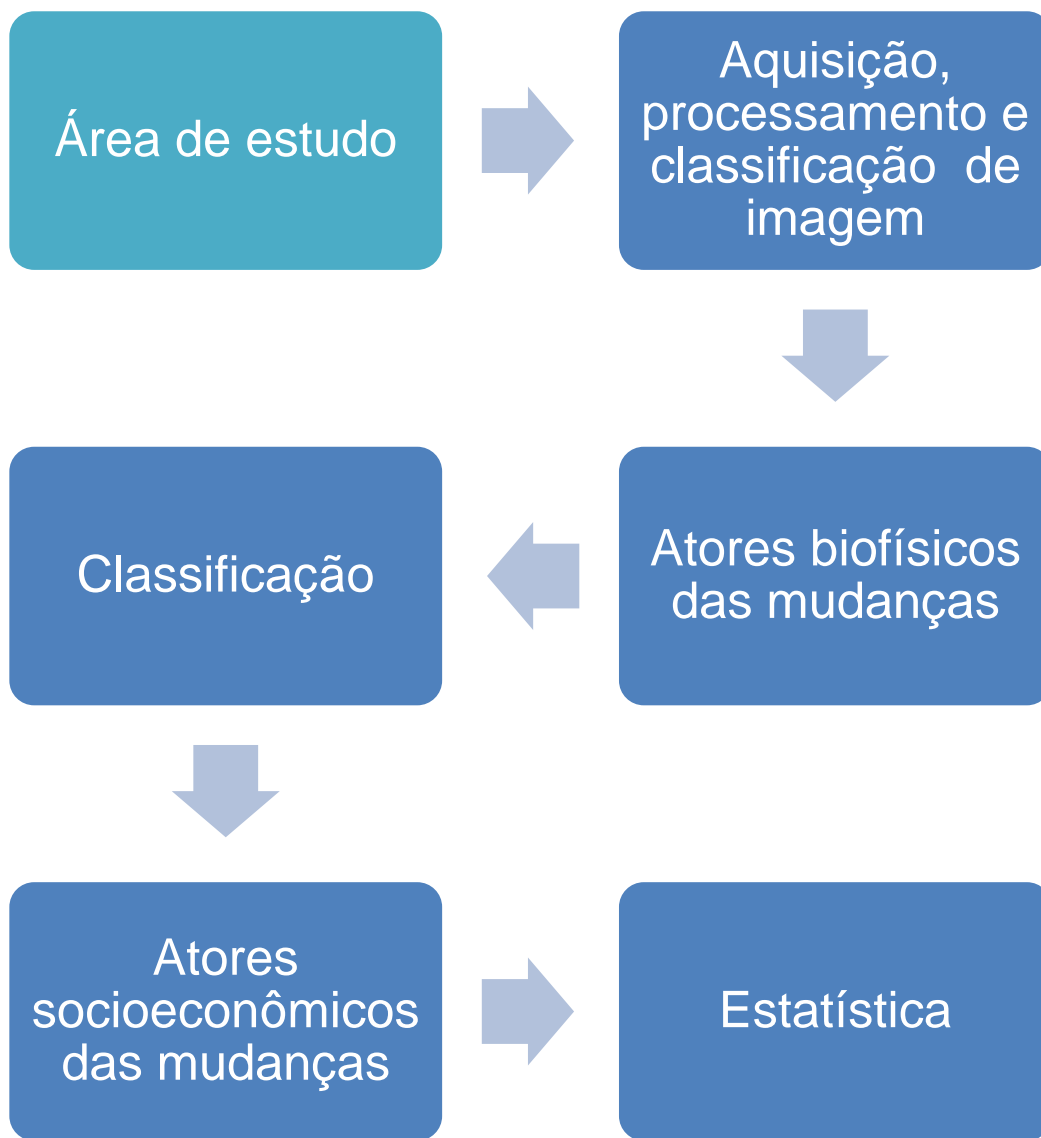 Área de estudo
Aquisição,
processamento e
classificação de
imagem
Atores biofísicos
das mudanças
Classificação
Atores
socioeconômicos
das mudanças
Estatística